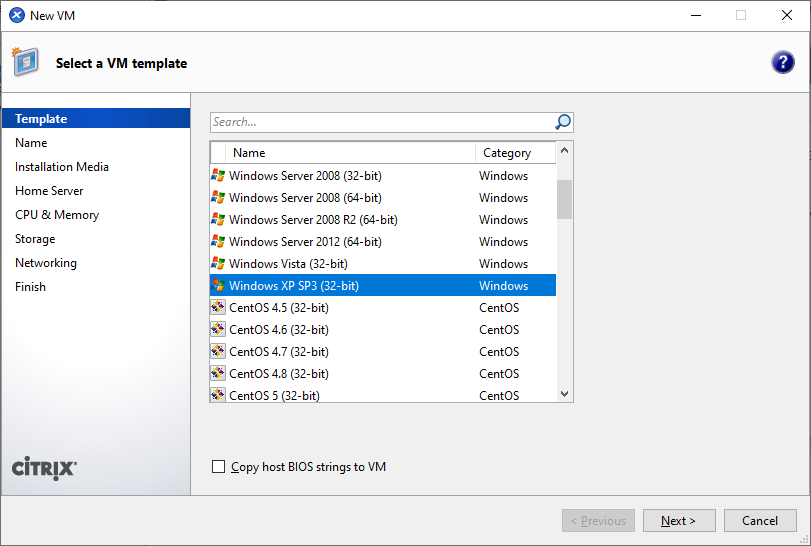 New VM
Select a VM template
?
Template
Name
Installation Media
Home Server
CPU & Memory
Storage
Networking
Finish
CITRIX
Search...
Name Category
Windows Server 2008 (32-bit) Windows
Windows Server 2008 (64-bit) Windows
Windows Server 2008 R2 (64-bit) Windows
Windows Server 2012 (64-bit) Windows
Windows Vista (32-bit) Windows
Windows XP SP3 (32-bit) Windows
CentOS 4.5 (32-bit) CentOS
CentOS 4.6 (32-bit) CentOS
CentOS 4.7 (32-bit) CentOS
CentOS 4.8 (32-bit) CentOS
CentOS 5 (32-bit) CentOS
Copy host BIOS strings to VM
< Previous Next > Cancel